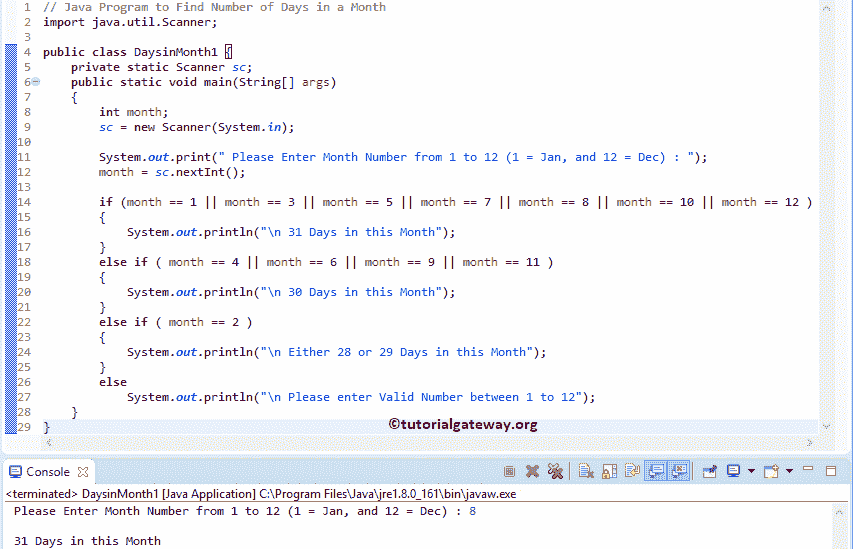 1 // Java Program to Find Number of Days in a Month
2 import java.util.Scanner;
3
4 public class DaysinMonth1 {
5     private static Scanner sc;
6     public static void main(String[] args)
7     {
8         int month;
9         sc = new Scanner(System.in);
10
11         System.out.print(" Please Enter Month Number from 1 to 12 (1 = Jan, and 12 = Dec) : ");
12         month = sc.nextInt();
13
14         if (month == 1 || month == 3 || month == 5 || month == 7 || month == 8 || month == 10 || month == 12 )
15         {
16             System.out.println("\n 31 Days in this Month");
17         }
18         else if ( month == 4 || month == 6 || month == 9 || month == 11 )
19         {
20             System.out.println("\n 30 Days in this Month");
21         }
22         else if ( month == 2 )
23         {
24             System.out.println("\n Either 28 or 29 Days in this Month");
25         }
26         else
27             System.out.println("\n Please enter Valid Number between 1 to 12");
28     }
©tutorialgateway.org
29 }
Console
<terminated> DaysinMonth1 [Java Application] C:\Program Files\Java\jre1.8.0_161\bin\javaw.exe
Please Enter Month Number from 1 to 12 (1 = Jan, and 12 = Dec) : 8
31 Days in this Month